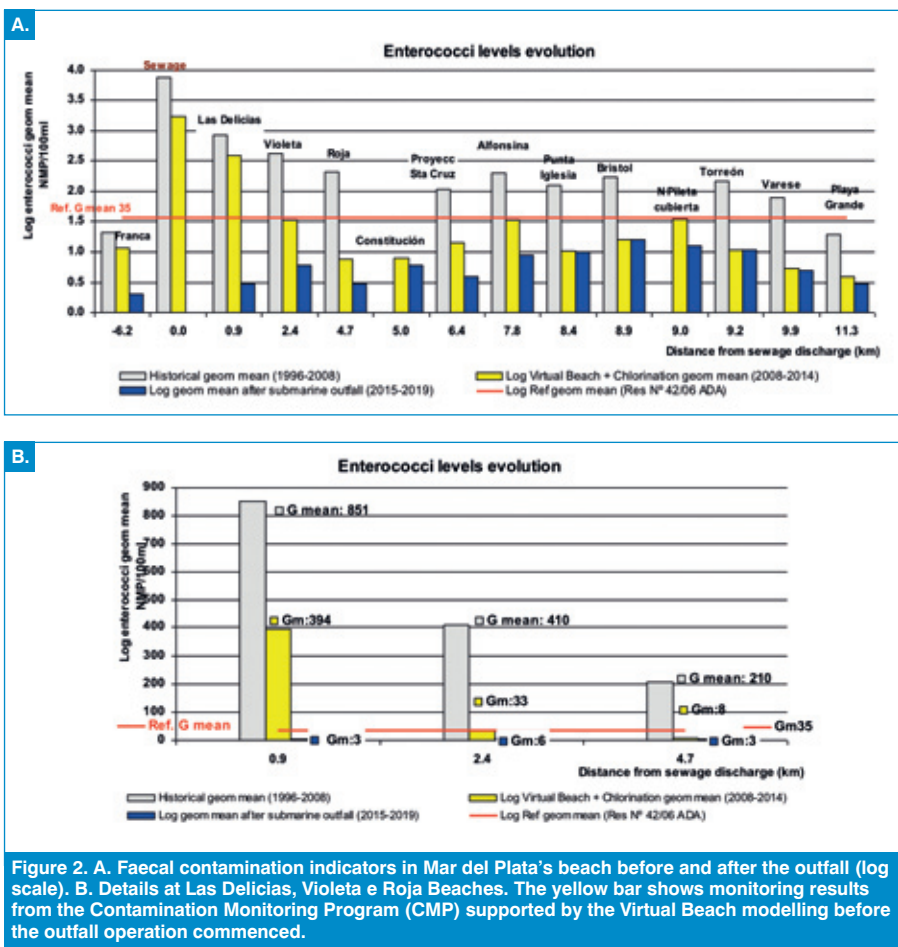 A.
Enterococci levels evolution
Log enterococci geom mean
NMP/100ml
4.0
3.5
3.0
2.5
2.0
1.5
1.0
0.5
0.0
Ref. G mean 35
Franca
Sewage
Las Delicias
Violeta
Roja
Constitución
Proyecc
Sta Cruz
Alfonsina
Punta
Iglesia
Bristol
N Pileta
cubierta
Torreón
Varese
Playa
Grande
-6.2 0.0 0.9 2.4 4.7 5.0 6.4 7.8 8.4 8.9 9.0 9.2 9.9 11.3
Distance from sewage discharge (km)
Historical geom mean (1996-2008)
Log Virtual Beach + Chlorination geom mean (2008-2014)
Log geom mean after submarine outfall (2015-2019)
Log Ref geom mean (Res Nº 42/06 ADA)
B.
Enterococci levels evolution
Log enterococci geom mean
NMP/100ml
900
800
700
600
500
400
300
200
100
0
G mean: 851
Gm:394
G mean: 410
Gm:33
G mean: 210
Gm:8
Ref. G mean
Gm35
Gm:3
Gm:6
Gm:3
0.9 2.4 4.7
Distance from sewage discharge (km)
Historical geom mean (1996-2008)
Log Virtual Beach + Chlorination geom mean (2008-2014)
Log geom mean after submarine outfall (2015-2019)
Log Ref geom mean (Res Nº 42/06 ADA)
Figure 2. A. Faecal contamination indicators in Mar del Plata's beach before and after the outfall (log
scale). B. Details at Las Delicias, Violeta e Roja Beaches. The yellow bar shows monitoring results
from the Contamination Monitoring Program (CMP) supported by the Virtual Beach modelling before
the outfall operation commenced.